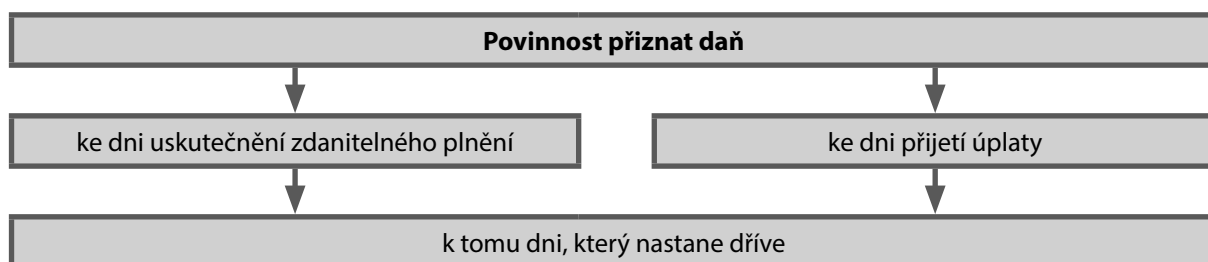 Povinnost přiznat daň
ke dni uskutečnění zdanitelného plnění
ke dni přijetí úplaty
k tomu dni, který nastane dříve